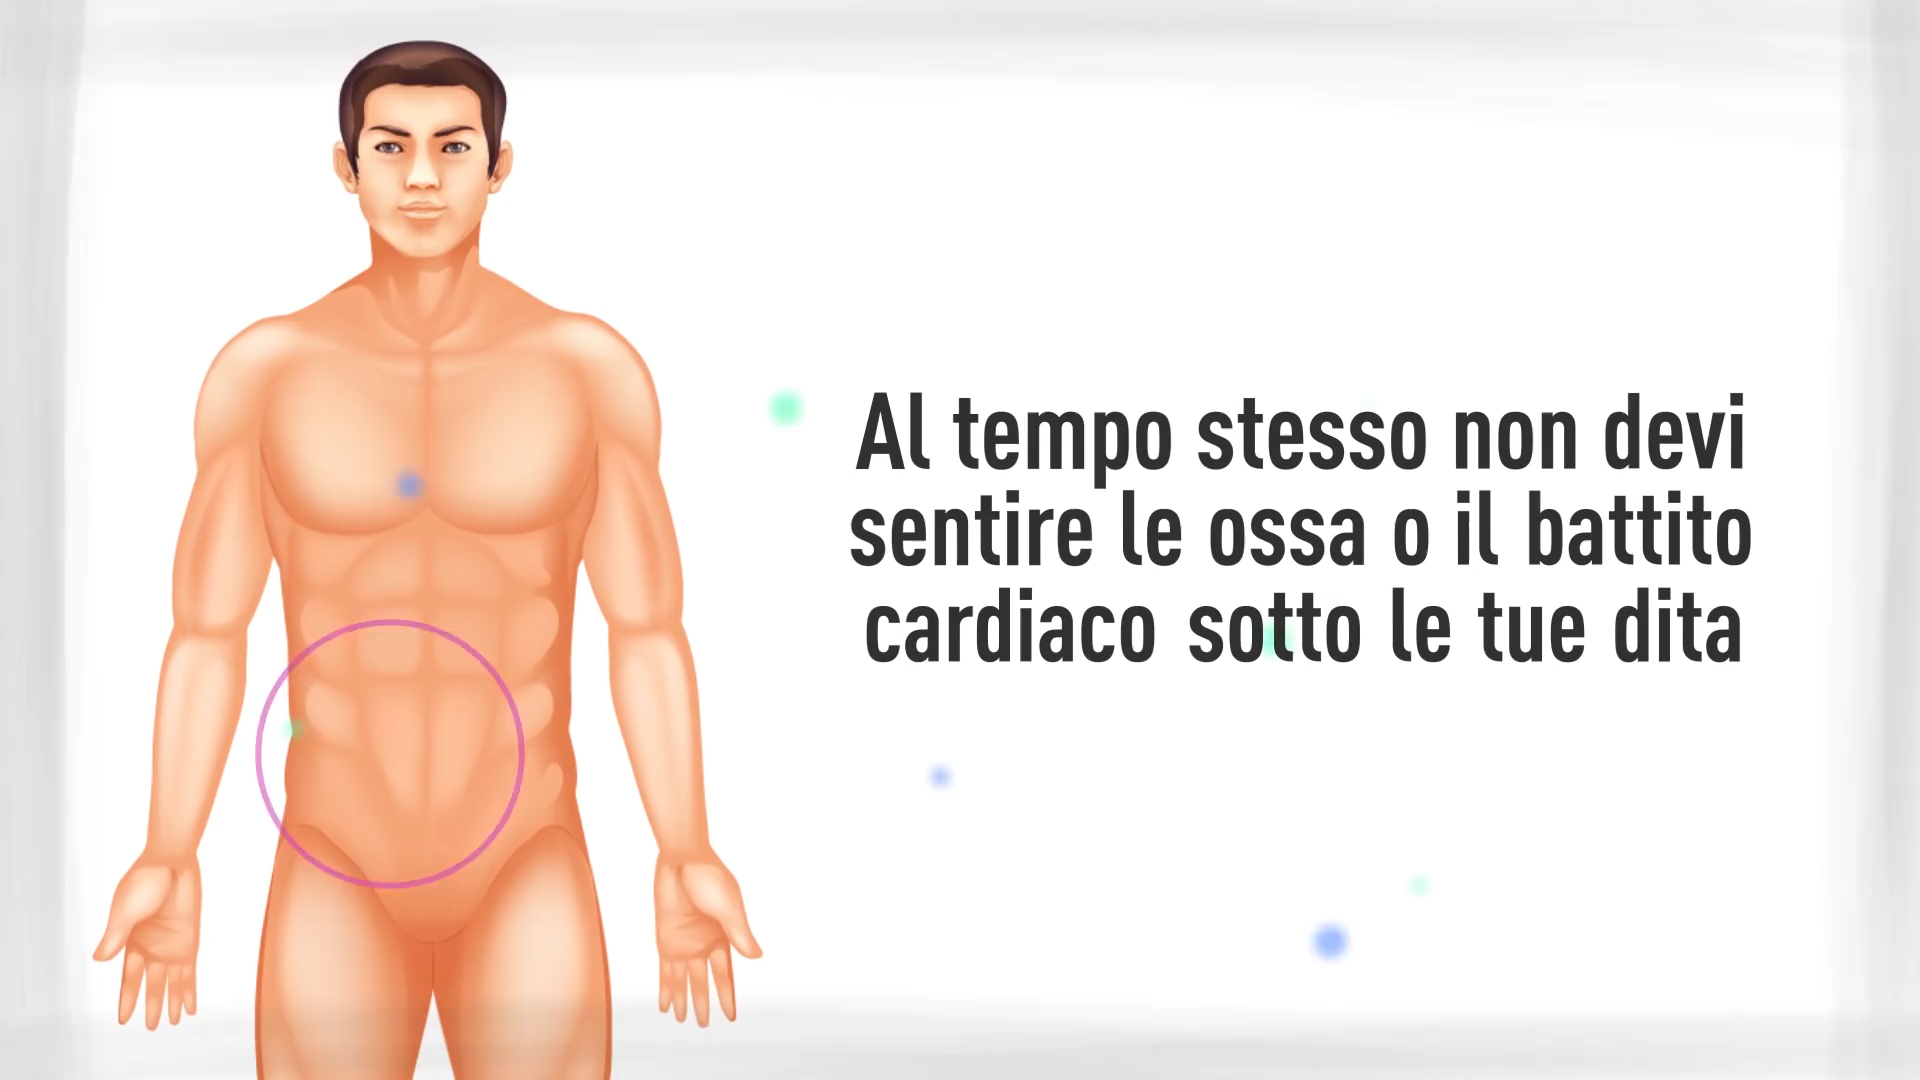 Al tempo stesso non devi
sentire le ossa o il battito
cardiaco sotto le tue dita